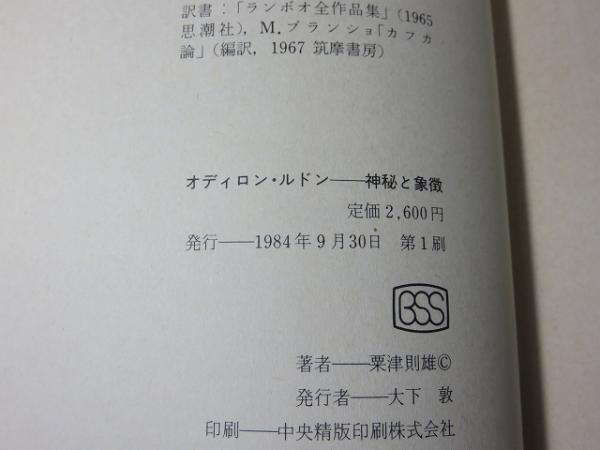 訳書：「ランボオ全作品集」(1965
思潮社)，M.ブランショ「カフカ
論」(編訳，1967 筑摩書房)
オディロン・ルドン——神秘と象徴
定価 2,600円
発行——1984年9月30日 第1刷
BSS
著者——粟津則雄©
発行者——大下 敦
印刷——中央精版印刷株式会社